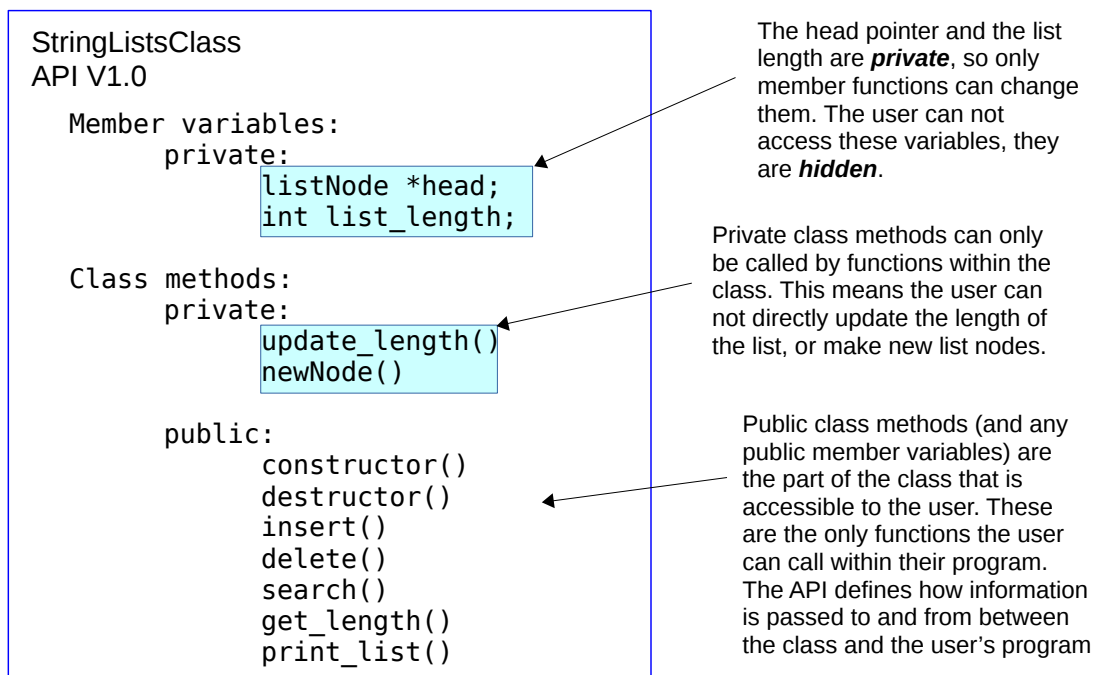 StringListsClass
API V1.0
Member variables:
private:
listNode *head;
int list_length;
Class methods:
private:
update_length()
newNode()
public:
constructor()
destructor()
insert()
delete()
search()
get_length()
print_list()
The head pointer and the list
length are private, so only
member functions can change
them. The user can not
access these variables, they
are hidden.
Private class methods can only
be called by functions within the
class. This means the user can
not directly update the length of
the list, or make new list nodes.
Public class methods (and any
public member variables) are
the part of the class that is
accessible to the user. These
are the only functions the user
can call within their program.
The API defines how information
is passed to and from between
the class and the user’s program